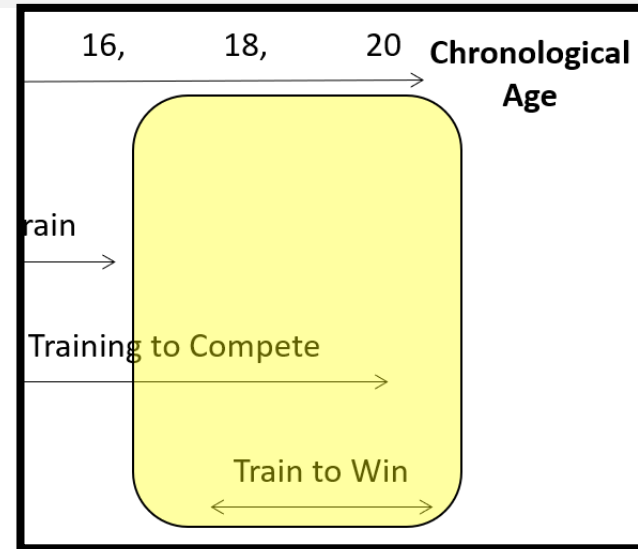 16, 18, 20 Chronological
Age
rain
Training to Compete
Train to Win